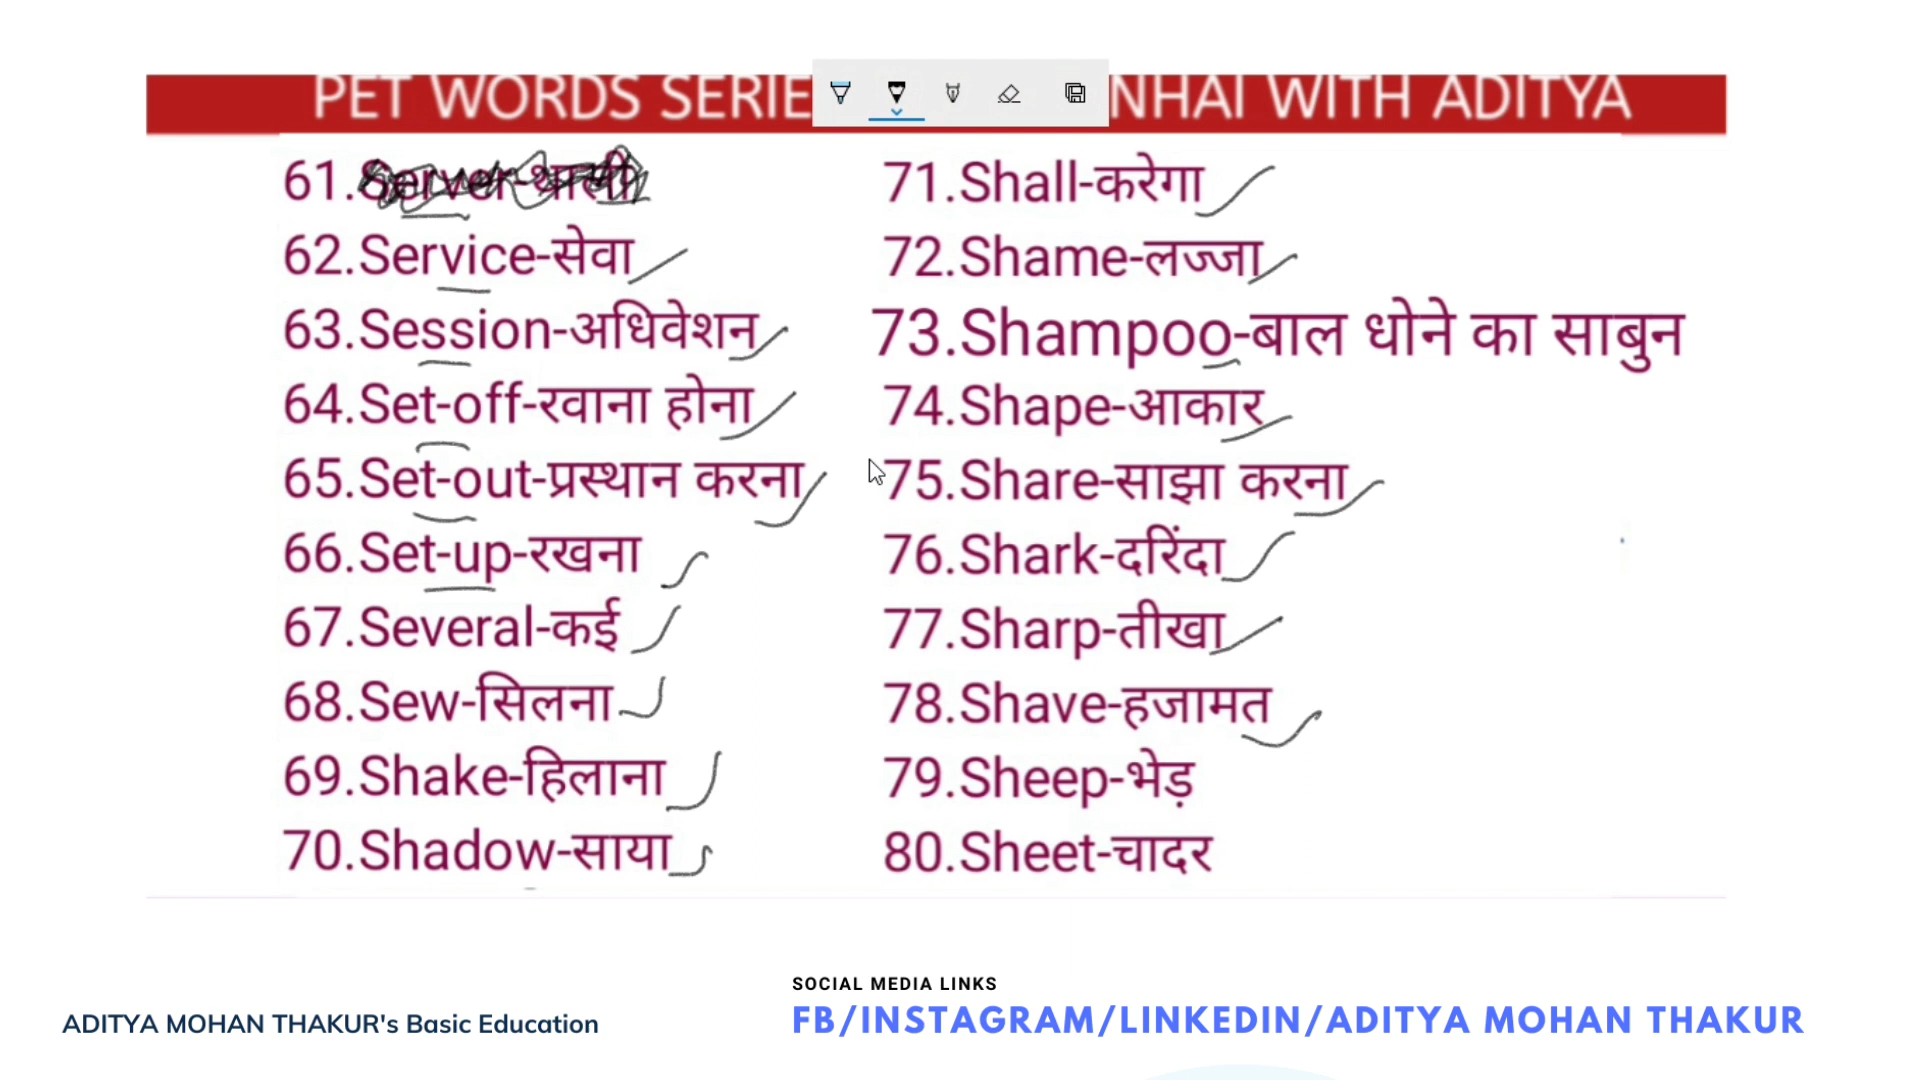 PET WORDS SERIE NHAI WITH ADITYA
61.Server-थाली
62.Service-सेवा
63.Session-अधिवेशन
64.Set-off-रवाना होना
65.Set-out-प्रस्थान करना
66.Set-up-रखना
67.Several-कई
68.Sew-सिलना
69.Shake-हिलाना
70.Shadow-साया
71.Shall-करेगा
72.Shame-लज्जा
73.Shampoo-बाल धोने का साबुन
74.Shape-आकार
75.Share-साझा करना
76.Shark-दरिंदा
77.Sharp-तीखा
78.Shave-हजामत
79.Sheep-भेड़
80.Sheet-चादर
SOCIAL MEDIA LINKS
ADITYA MOHAN THAKUR's Basic Education
FB/INSTAGRAM/LINKEDIN/ADITYA MOHAN THAKUR